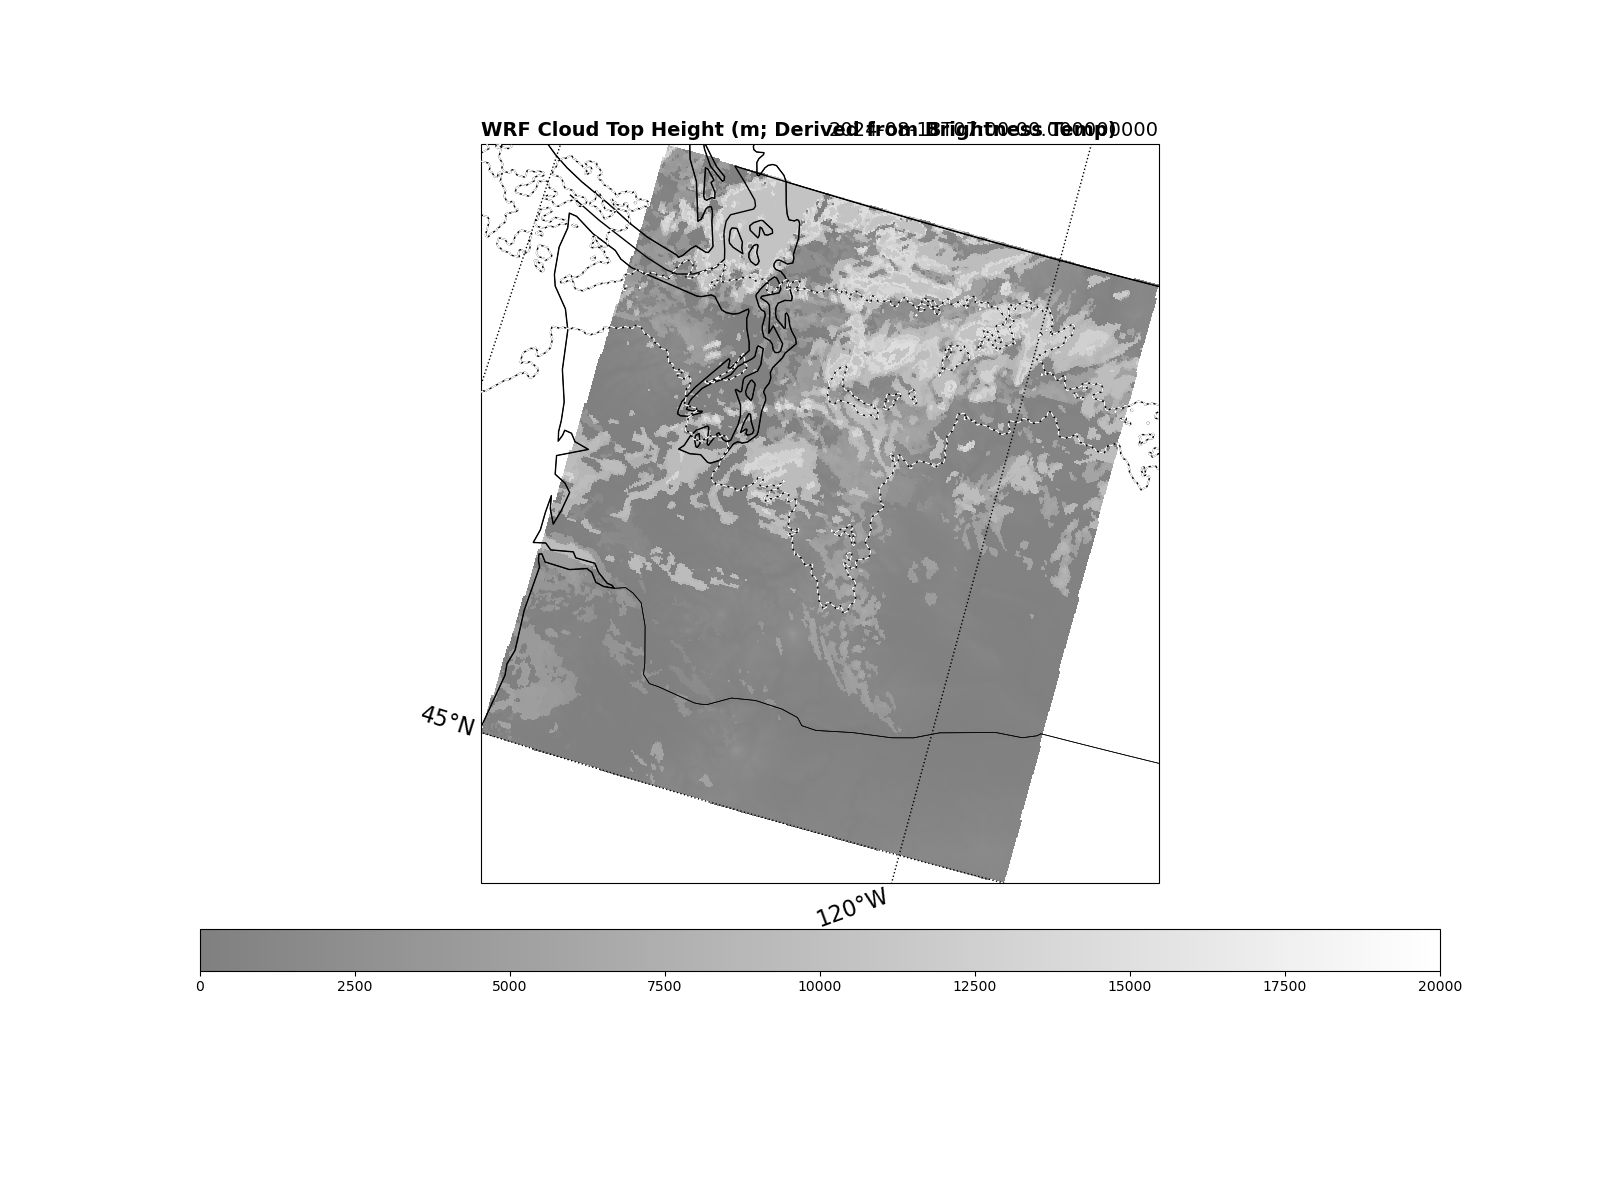 WRF Cloud Top Height (m; Derived from Brightness Temp)
45°N
120°W
0 2500 5000 7500 10000 12500 15000 17500 20000